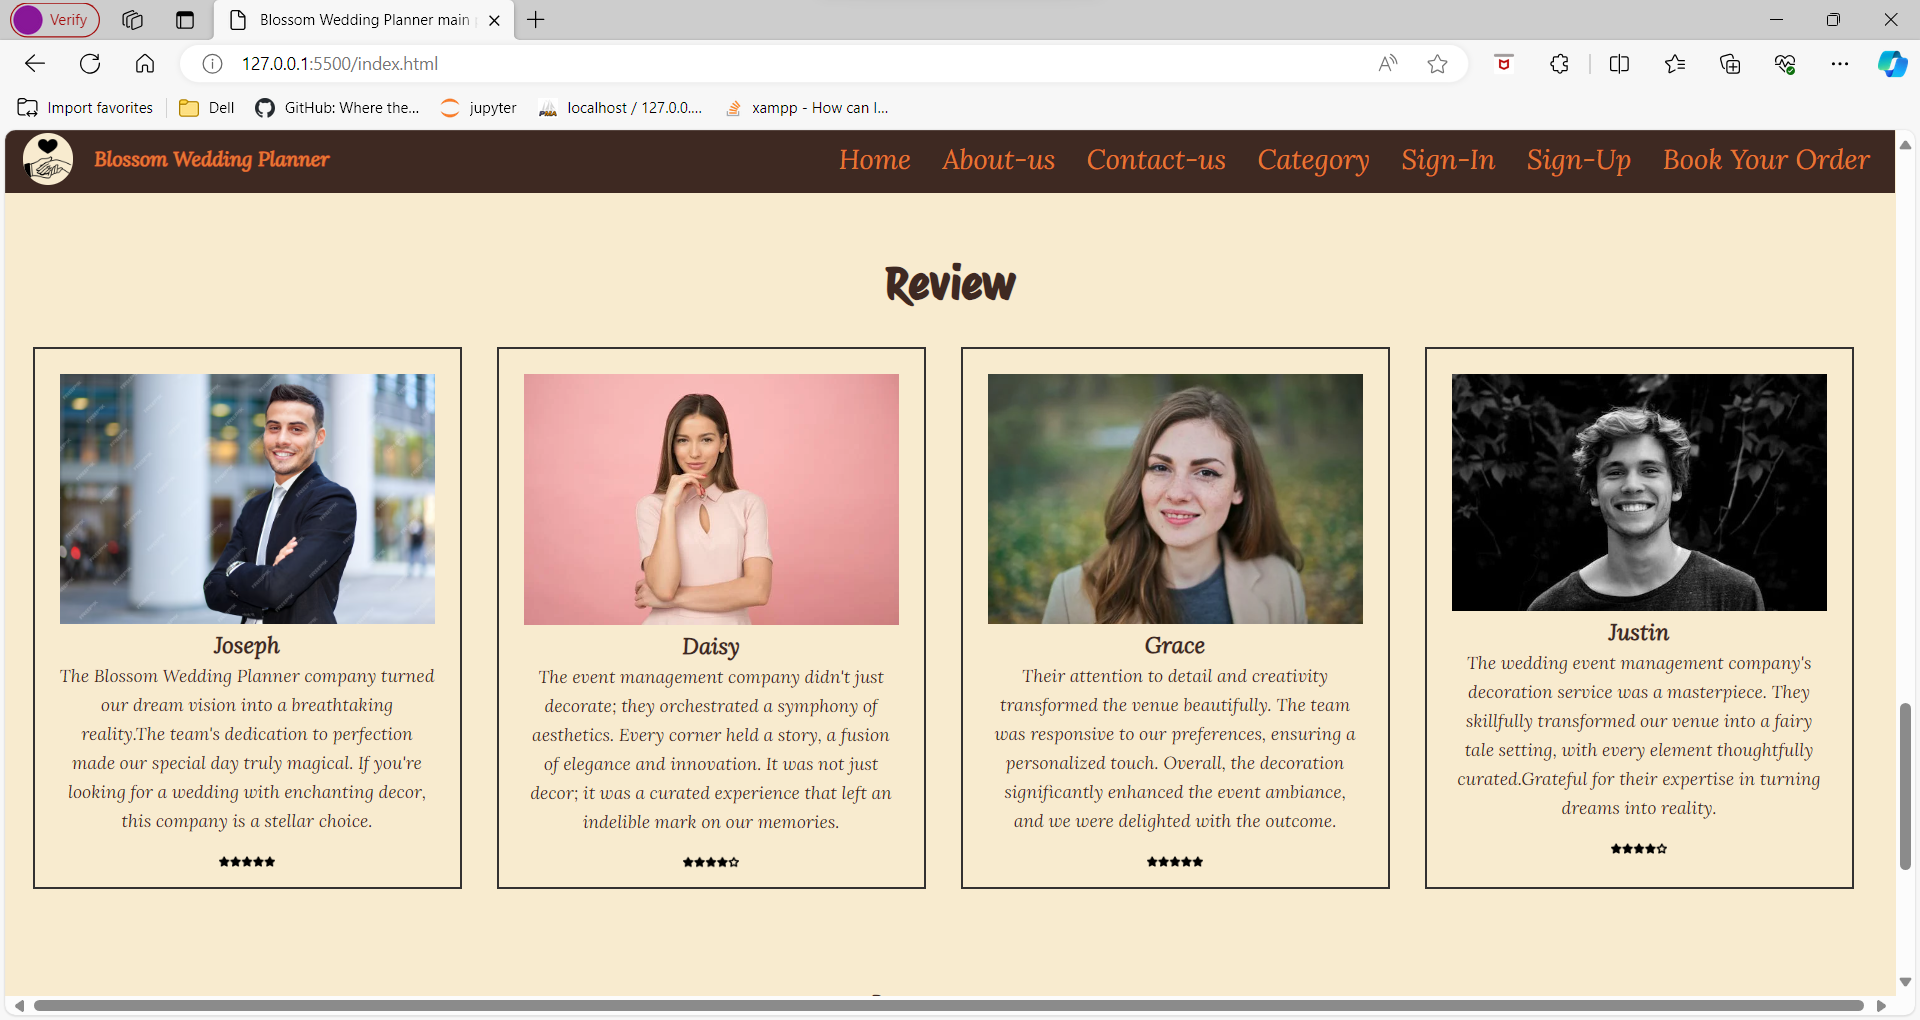 Verify
Blossom Wedding Planner main
127.0.0.1:5500/index.html
Import favorites
Dell
GitHub: Where the...
jupyter
PMA
localhost / 127.0.0....
xampp - How can I...
Blossom Wedding Planner
Home
About-us
Contact-us
Category
Sign-In
Sign-Up
Book Your Order
Review
Joseph
The Blossom Wedding Planner company turned
our dream vision into a breathtaking
reality.The team's dedication to perfection
made our special day truly magical. If you're
looking for a wedding with enchanting decor,
this company is a stellar choice.
Daisy
The event management company didn't just
decorate; they orchestrated a symphony of
aesthetics. Every corner held a story, a fusion
of elegance and innovation. It was not just
decor; it was a curated experience that left an
indelible mark on our memories.
Grace
Their attention to detail and creativity
transformed the venue beautifully. The team
was responsive to our preferences, ensuring a
personalized touch. Overall, the decoration
significantly enhanced the event ambiance,
and we were delighted with the outcome.
Justin
The wedding event management company's
decoration service was a masterpiece. They
skillfully transformed our venue into a fairy
tale setting, with every element thoughtfully
curated.Grateful for their expertise in turning
dreams into reality.